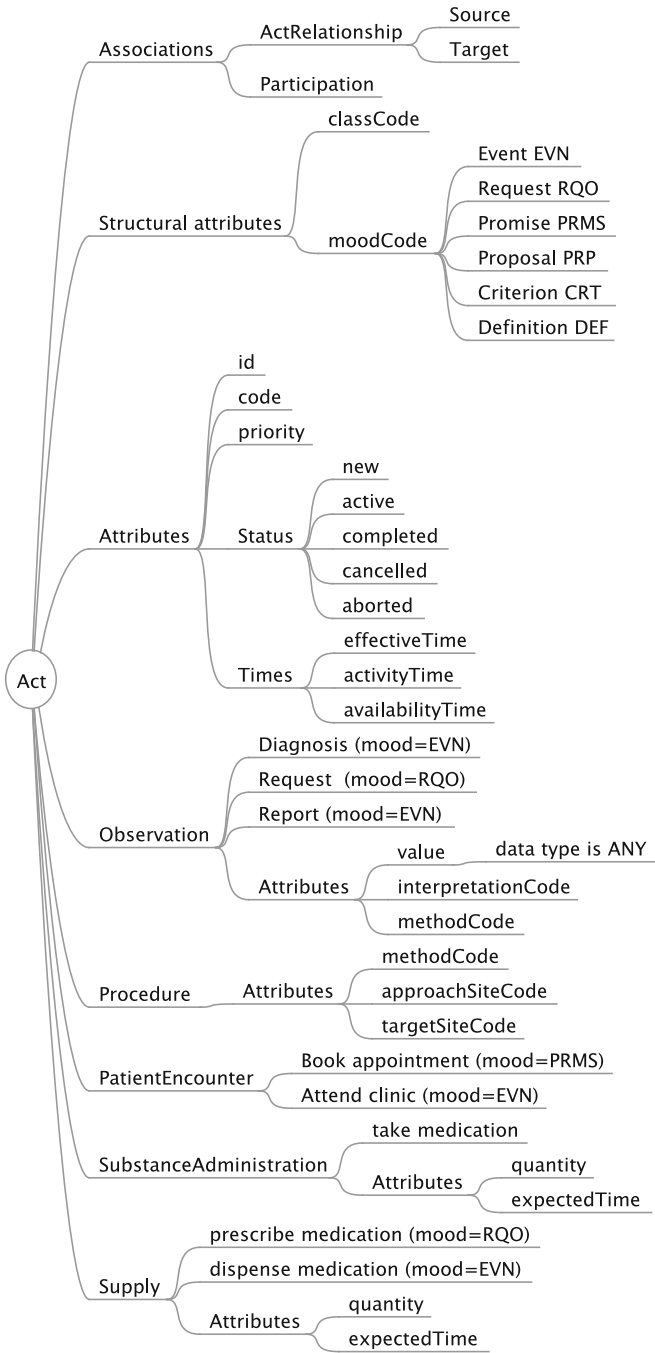 Source
ActRelationship
Associations
Target
Participation
classCode
Event EVN
Request RQO
Structural attributes
Promise PRMS
moodCode
Proposal PRP
Criterion CRT
Definition DEF
id
code
priority
new
active
Attributes
Status
completed
cancelled
aborted
effectiveTime
Times
activityTime
Act
availabilityTime
Diagnosis (mood=EVN)
Request (mood=RQO)
Report (mood=EVN)
Observation
value
data type is ANY
Attributes
interpretationCode
methodCode
methodCode
Procedure
Attributes
approachSiteCode
targetSiteCode
Book appointment (mood=PRMS)
PatientEncounter
Attend clinic (mood=EVN)
take medication
SubstanceAdministration
quantity
Attributes
expectedTime
prescribe medication (mood=RQO)
dispense medication (mood=EVN)
Supply
quantity
Attributes
expectedTime